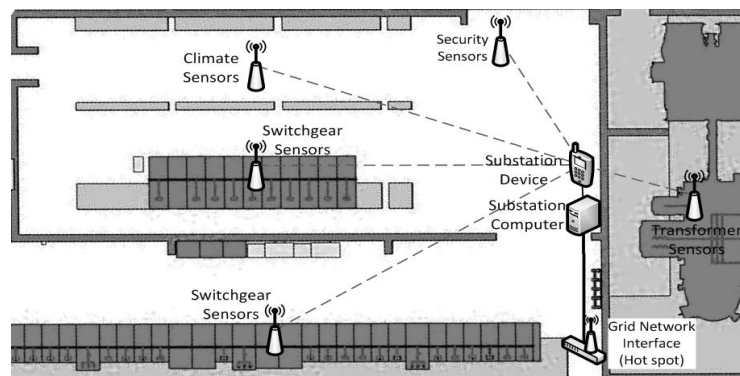 Climate
Sensors
Security
Sensors
Switchgear
Sensors
Substation
Device
Substation
Computer
Transformer
Sensors
Switchgear
Sensors
Grid Network
Interface
(Hot spot)